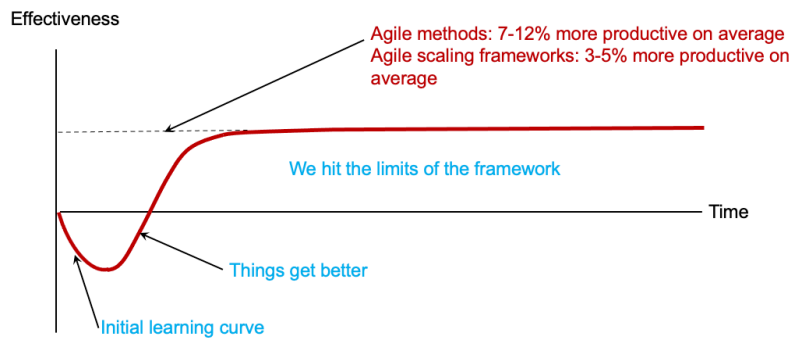 Effectiveness
Agile methods: 7-12% more productive on average
Agile scaling frameworks: 3-5% more productive on
average
We hit the limits of the framework
Time
Things get better
Initial learning curve